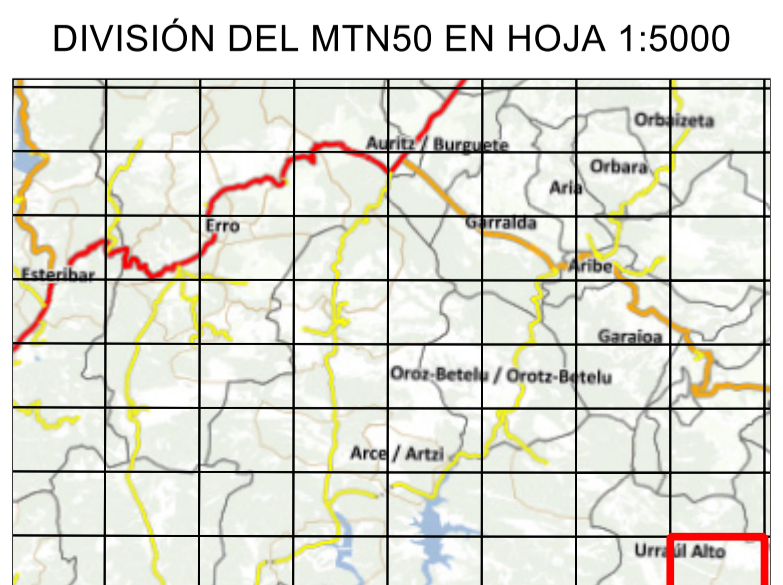 DIVISIÓN DEL MTN50 EN HOJA 1:5000
Orbaizeta
Auritz / Burguete
Orbara
Aria
Garralda
Erro
Aribe
Esteribar
Garaioa
Oroz-Betelu / Orotz-Betelu
Arce / Artzi
Urraúl Alto